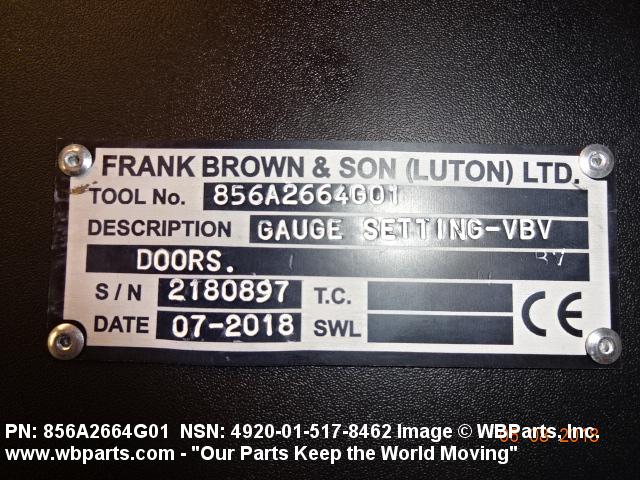 FRANK BROWN & SON (LUTON) LTD.
TOOL No. 856A2664G01
DESCRIPTION GAUGE SETTING-VBV
DOORS.
S/N 2180897 T.C.
DATE 07-2018 SWL CE
PN: 856A2664G01 NSN: 4920-01-517-8462 Image © WBParts, Inc.
www.wbparts.com - "Our Parts Keep the World Moving"